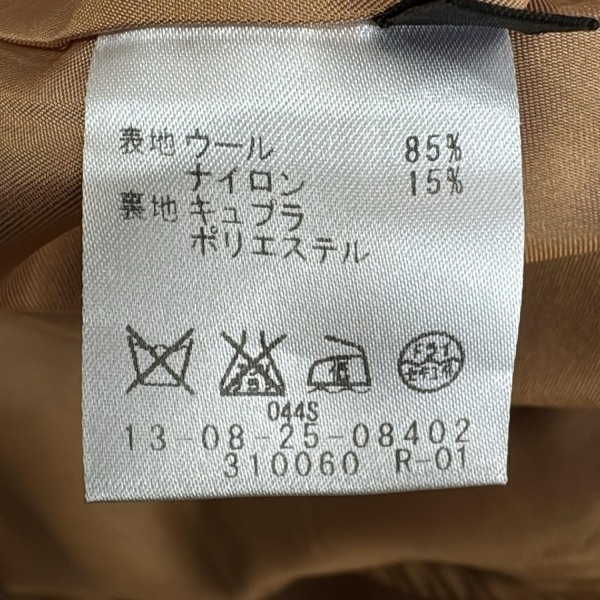 表地 ウール 85%
ナイロン 15%
裏地 キュプラ
ポリエステル
044S
13-08-25-08402
310060 R-01